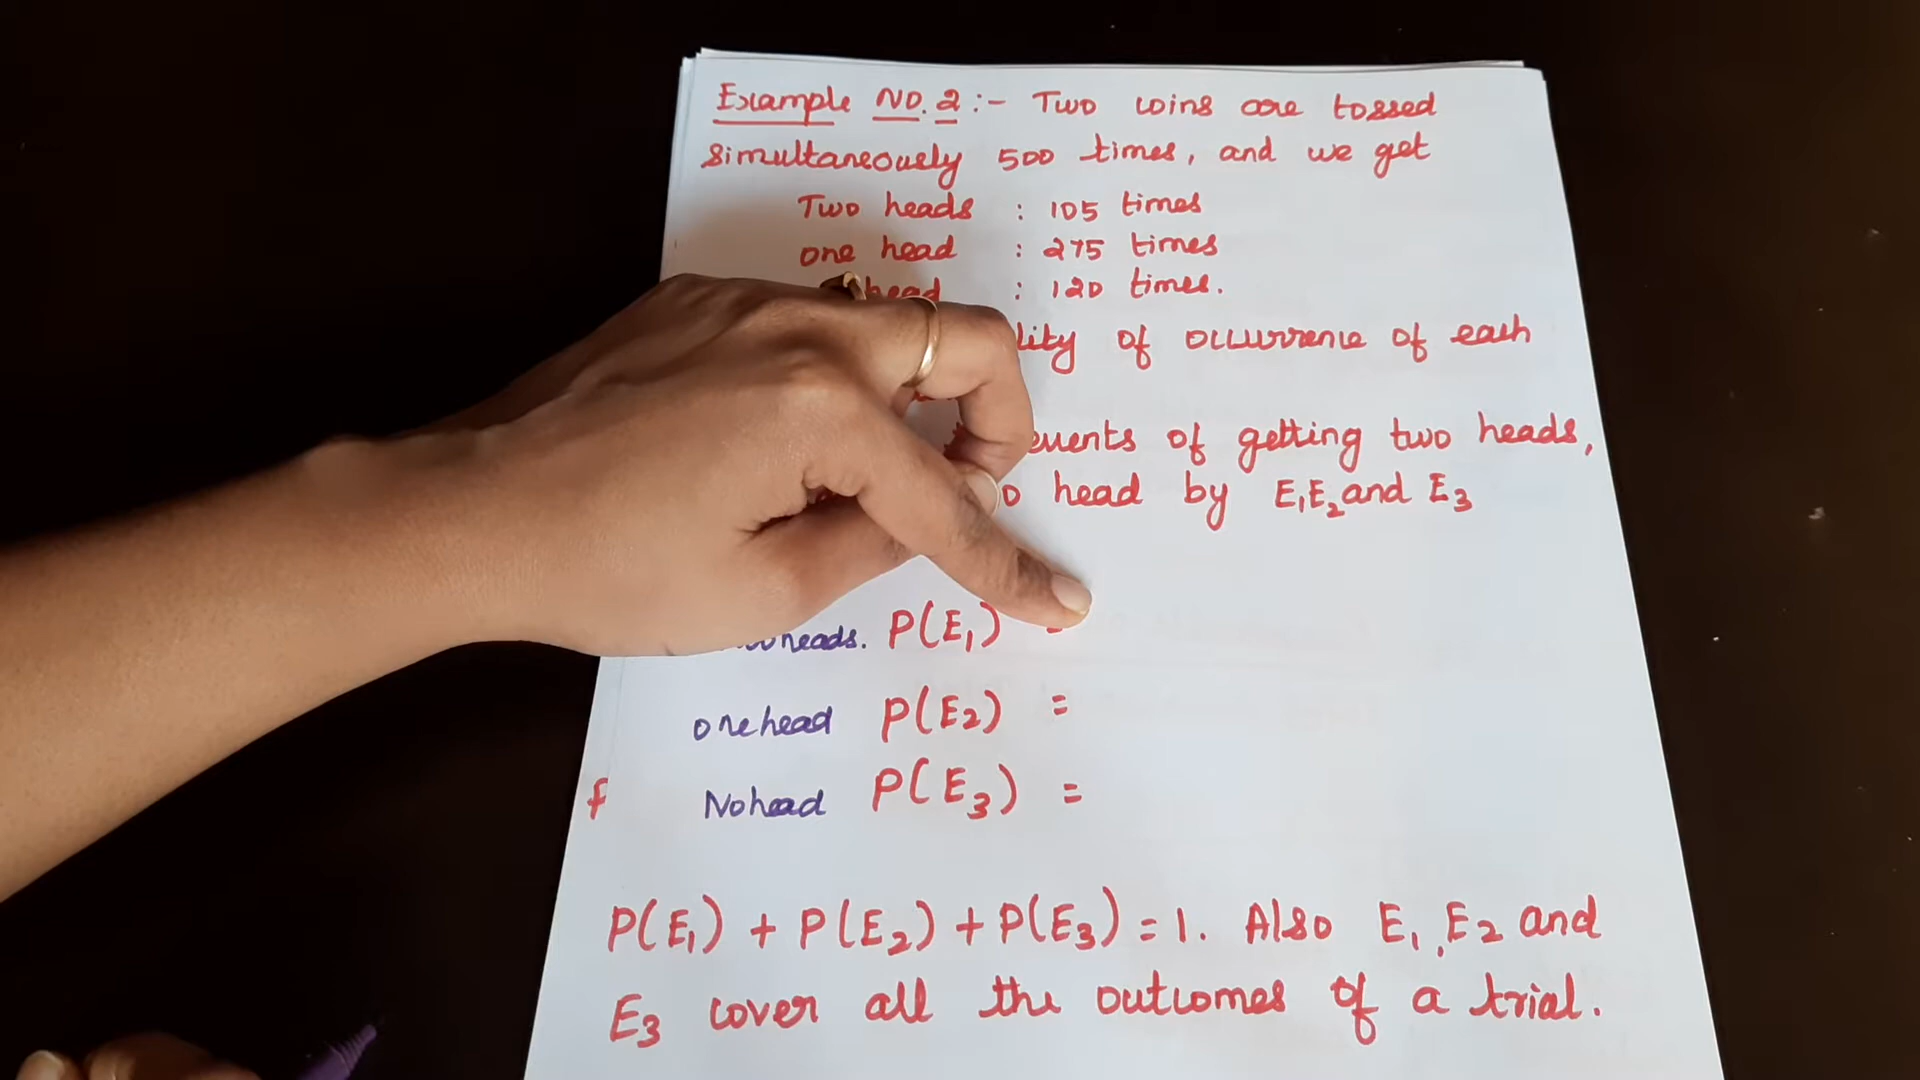 Example NO. 2 :- Two coins are tossed
simultaneously 500 times, and we get
Two heads : 105 times
one head : 275 times
head : 120 times.
of occurrence of each
events of getting two heads,
head by E1 E2 and E3
heads. P(E1) =
one head P(E2) =
f No head P(E3) =
P(E1) + P(E2) + P(E3) = 1. Also E1, E2 and
E3 cover all the outcomes of a trial.